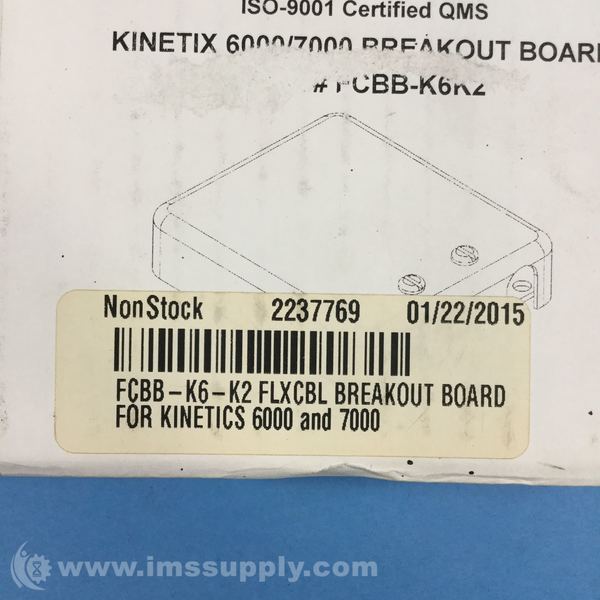 ISO-9001 Certified QMS
KINETIX 6000/7000 BREAKOUT BOARD
# FCBB-K6K2
NonStock 2237769 01/22/2015
FCBB-K6-K2 FLXCBL BREAKOUT BOARD
FOR KINETICS 6000 and 7000
www.imssupply.com